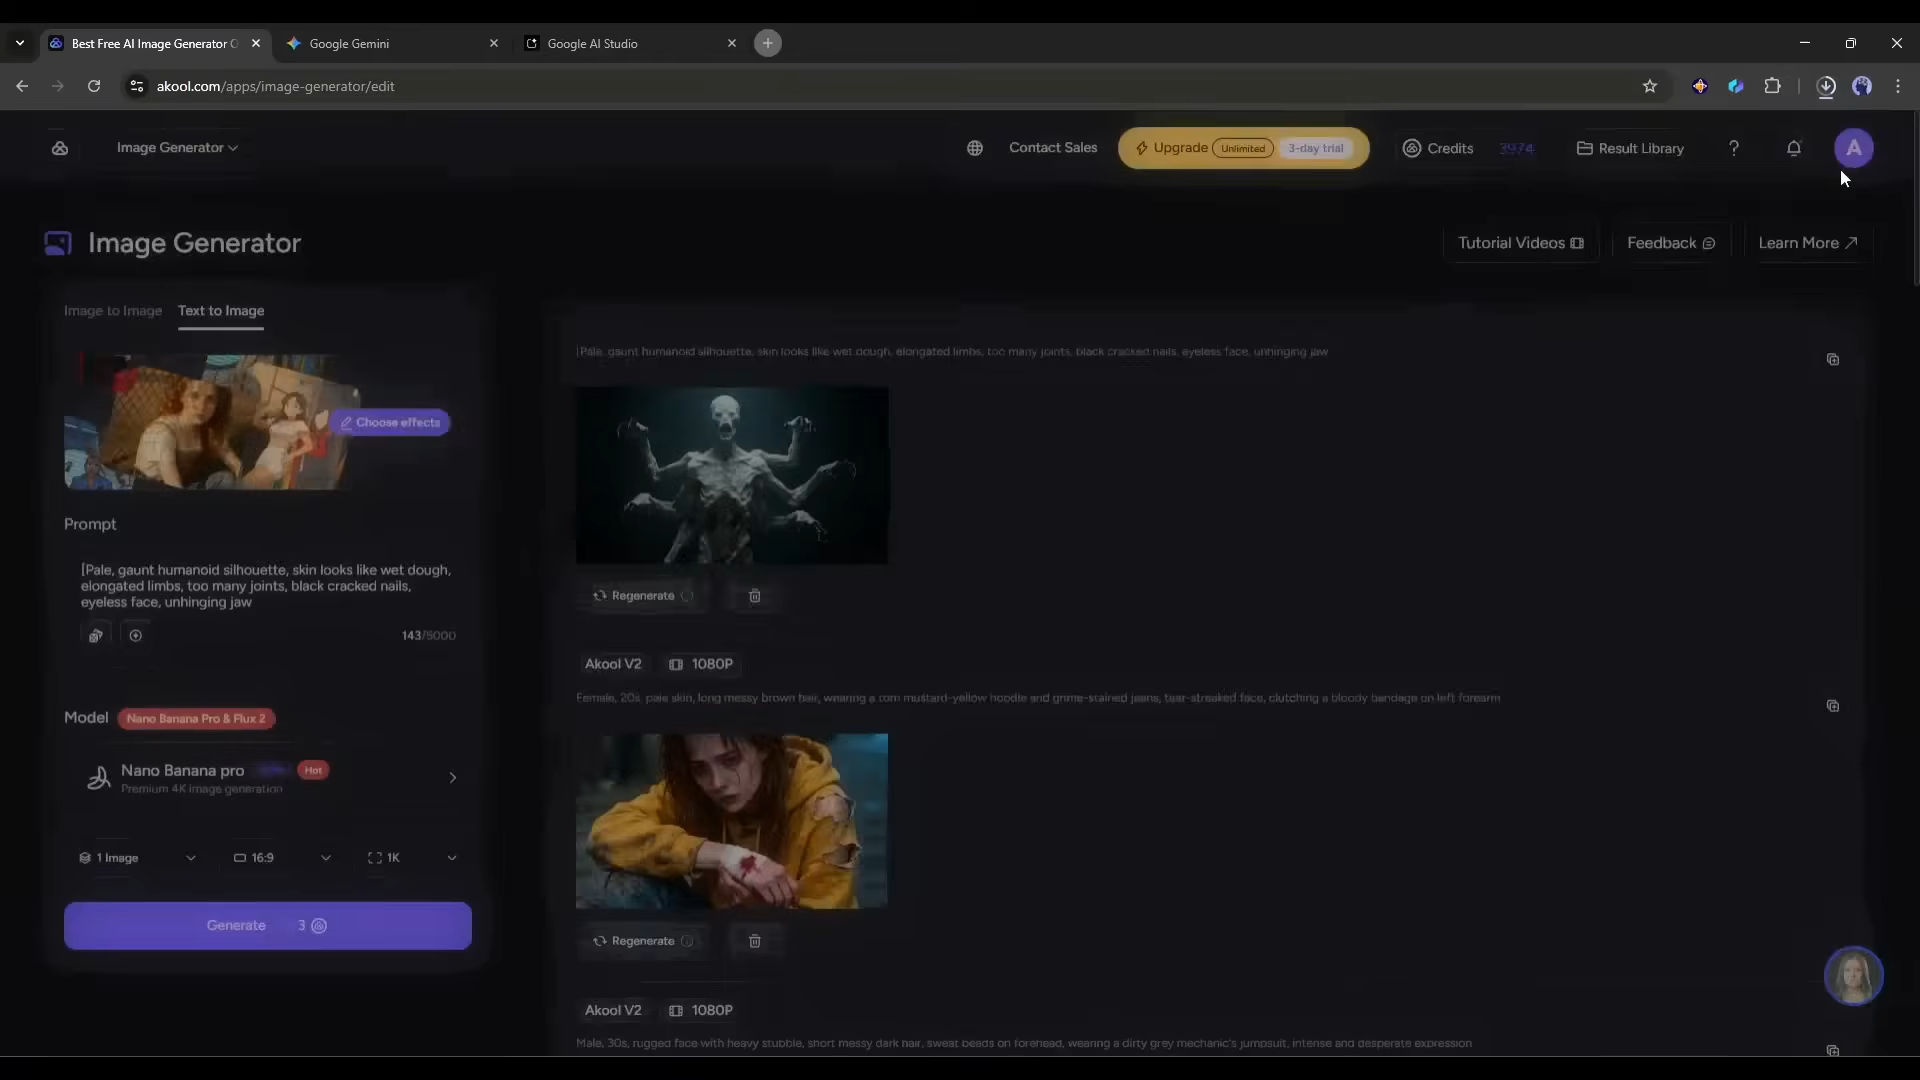 Best Free AI Image Generator
Google Gemini
Google AI Studio
akool.com/apps/image-generator/edit
Image Generator
Contact Sales
Upgrade Unlimited 3-day trial
Credits 3974
Result Library
?
A
Image Generator
Tutorial Videos
Feedback
Learn More
Image to Image Text to Image
Choose effects
Prompt
[Pale, gaunt humanoid silhouette, skin looks like wet dough,
elongated limbs, too many joints, black cracked nails,
eyeless face, unhinging jaw
143/5000
Model Nano Banana Pro & Flux 2
Nano Banana pro Hot
Premium 4K image generation
1 Image 16:9 1K
Generate 3
[Pale, gaunt humanoid silhouette, skin looks like wet dough, elongated limbs, too many joints, black cracked nails, eyeless face, unhinging jaw
Regenerate
Akool V2 1080P
Female, 20s, pale skin, long messy brown hair, wearing a torn mustard-yellow hoodie and grime-stained jeans, tear-streaked face, clutching a bloody bandage on left forearm
Regenerate
Akool V2 1080P
Male, 30s, rugged face with heavy stubble, short messy dark hair, sweat beads on forehead, wearing a dirty grey mechanic's jumpsuit, intense and desperate expression